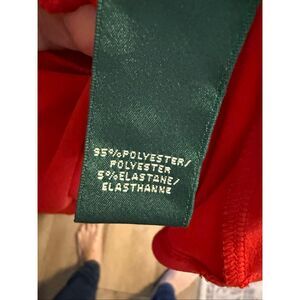 95%POLYESTER/
POLYESTER
5%ELASTANE/
ELASTHANNE